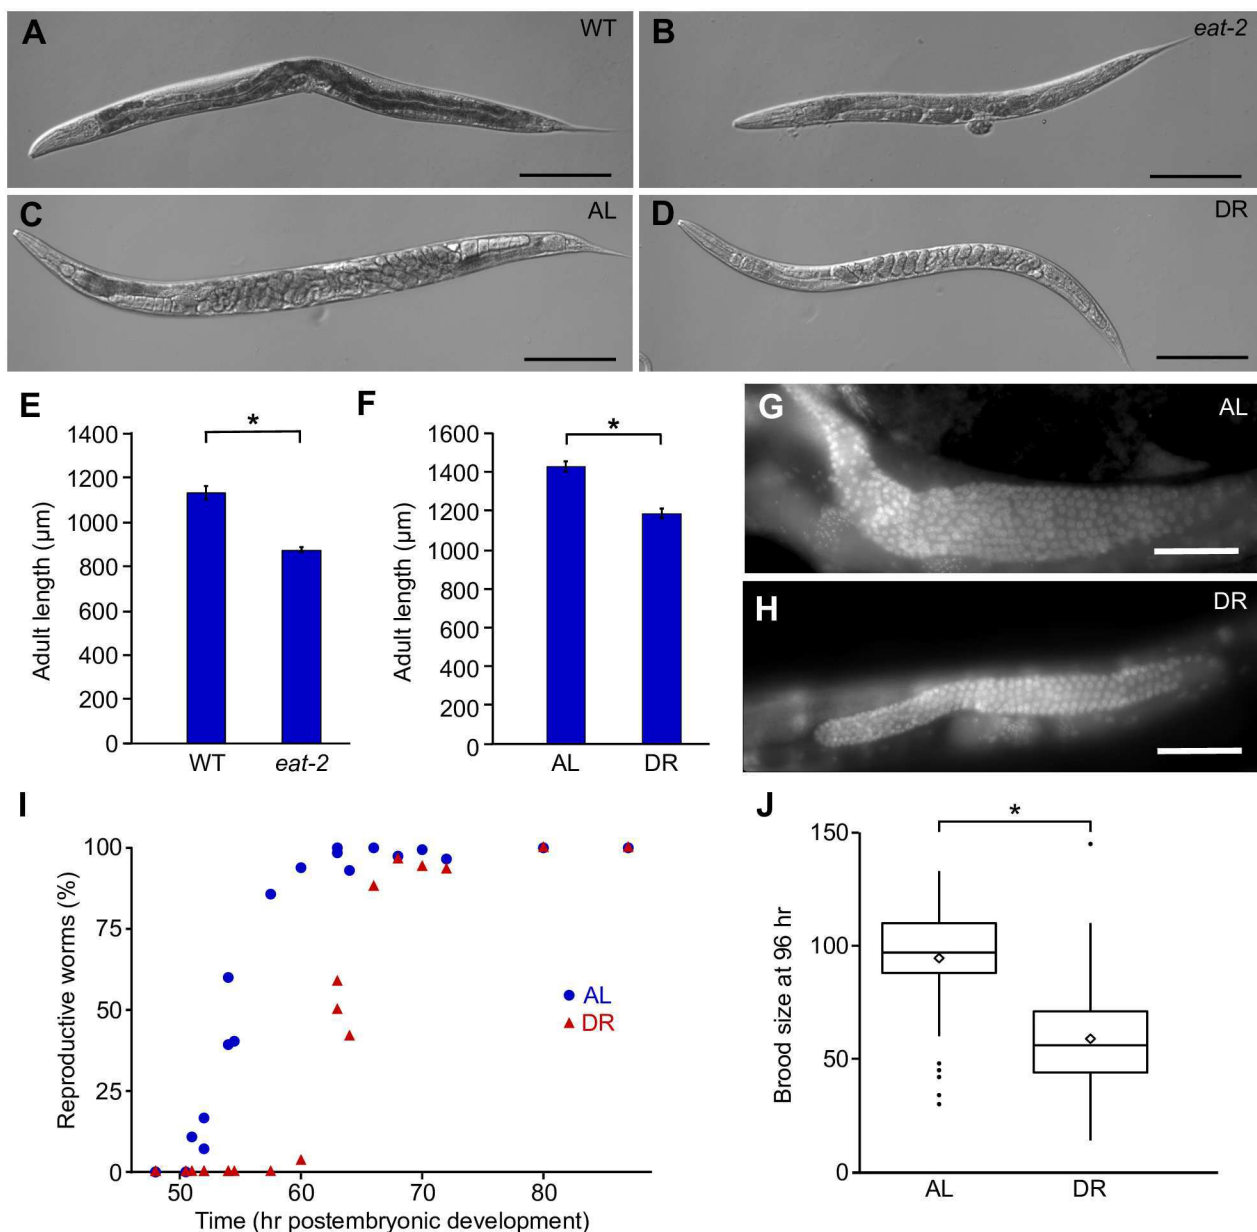 A
WT
B
eat-2
C
AL
D
DR
E
*
1400
1200
1000
800
600
400
200
0
Adult length (µm)
WT
eat-2
F
*
1600
1400
1200
1000
800
600
400
200
0
Adult length (µm)
AL
DR
G
AL
H
DR
I
100
75
50
25
0
Reproductive worms (%)
AL
DR
50
60
70
80
Time (hr postembryonic development)
J
*
150
100
50
0
Brood size at 96 hr
AL
DR